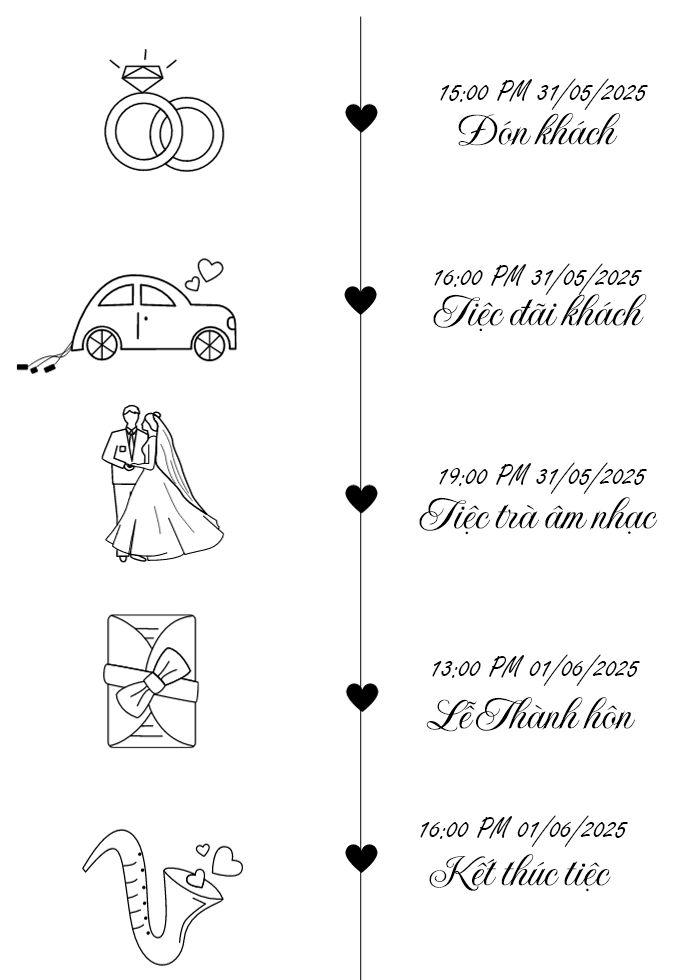 15:00 PM 31/05/2025
Đón khách
16:00 PM 31/05/2025
Tiệc đãi khách
19:00 PM 31/05/2025
Tiệc trà âm nhạc
13:00 PM 01/06/2025
Lễ Thành hôn
16:00 PM 01/06/2025
Kết thúc tiệc